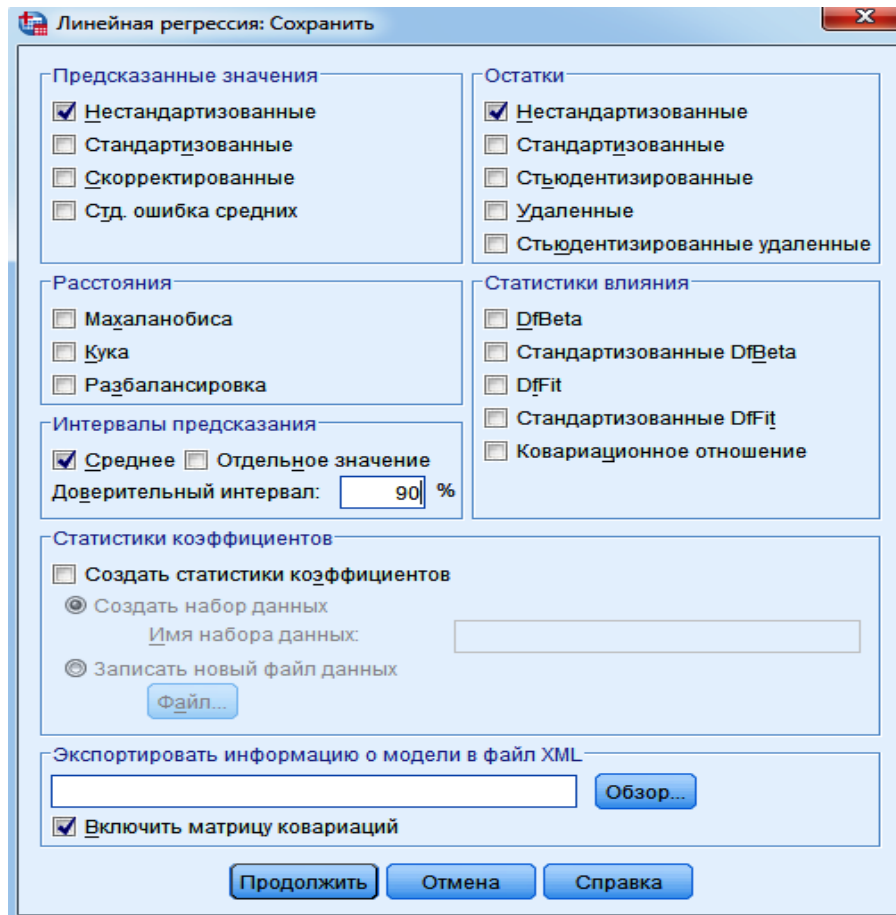 Линейная регрессия: Сохранить
Предсказанные значения
Нестандартизованные
Стандартизованные
Скорректированные
Стд. ошибка средних
Остатки
Нестандартизованные
Стандартизованные
Стьюдентизированные
Удаленные
Стьюдентизированные удаленные
Расстояния
Махаланобиса
Кука
Разбалансировка
Статистики влияния
DfBeta
Стандартизованные DfBeta
DfFit
Стандартизованные DfFit
Ковариационное отношение
Интервалы предсказания
Среднее Отдельное значение
Доверительный интервал: 90 %
Статистики коэффициентов
Создать статистики коэффициентов
Создать набор данных
Имя набора данных:
Записать новый файл данных
Файл...
Экспортировать информацию о модели в файл XML
Обзор...
Включить матрицу ковариаций
Продолжить Отмена Справка